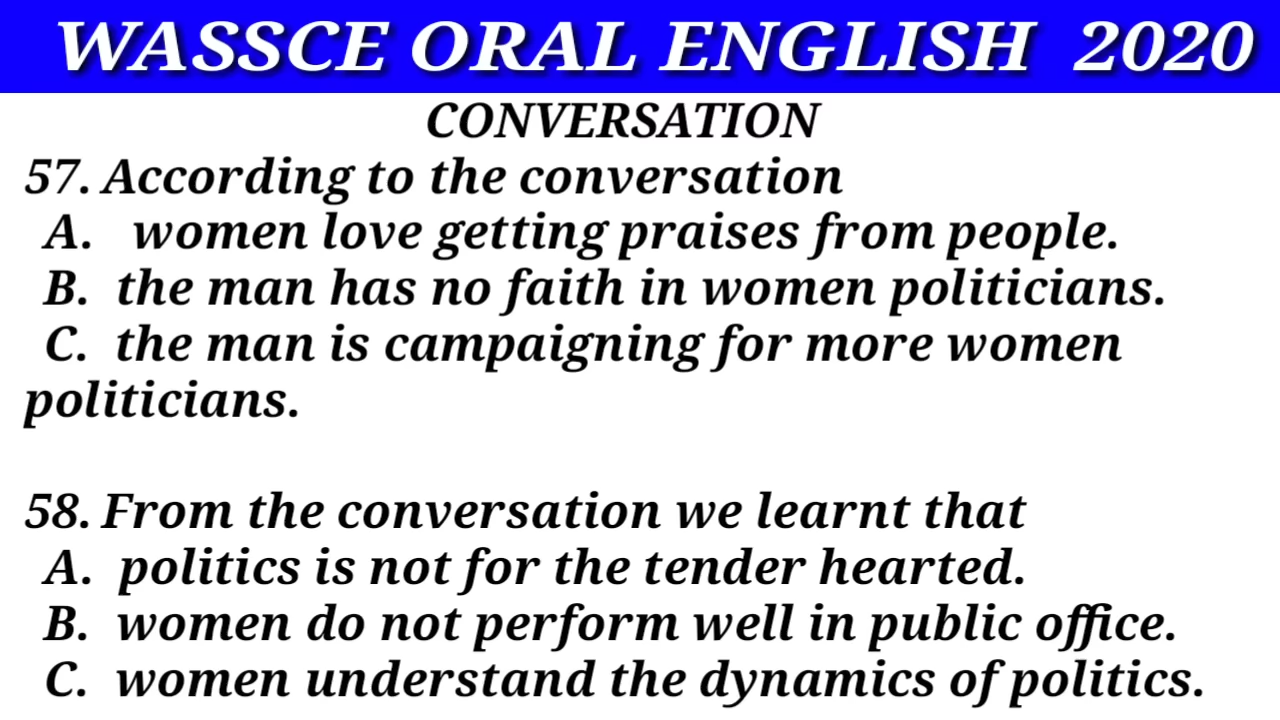 WASSCE ORAL ENGLISH 2020
CONVERSATION
57. According to the conversation
A. women love getting praises from people.
B. the man has no faith in women politicians.
C. the man is campaigning for more women
politicians.
58. From the conversation we learnt that
A. politics is not for the tender hearted.
B. women do not perform well in public office.
C. women understand the dynamics of politics.